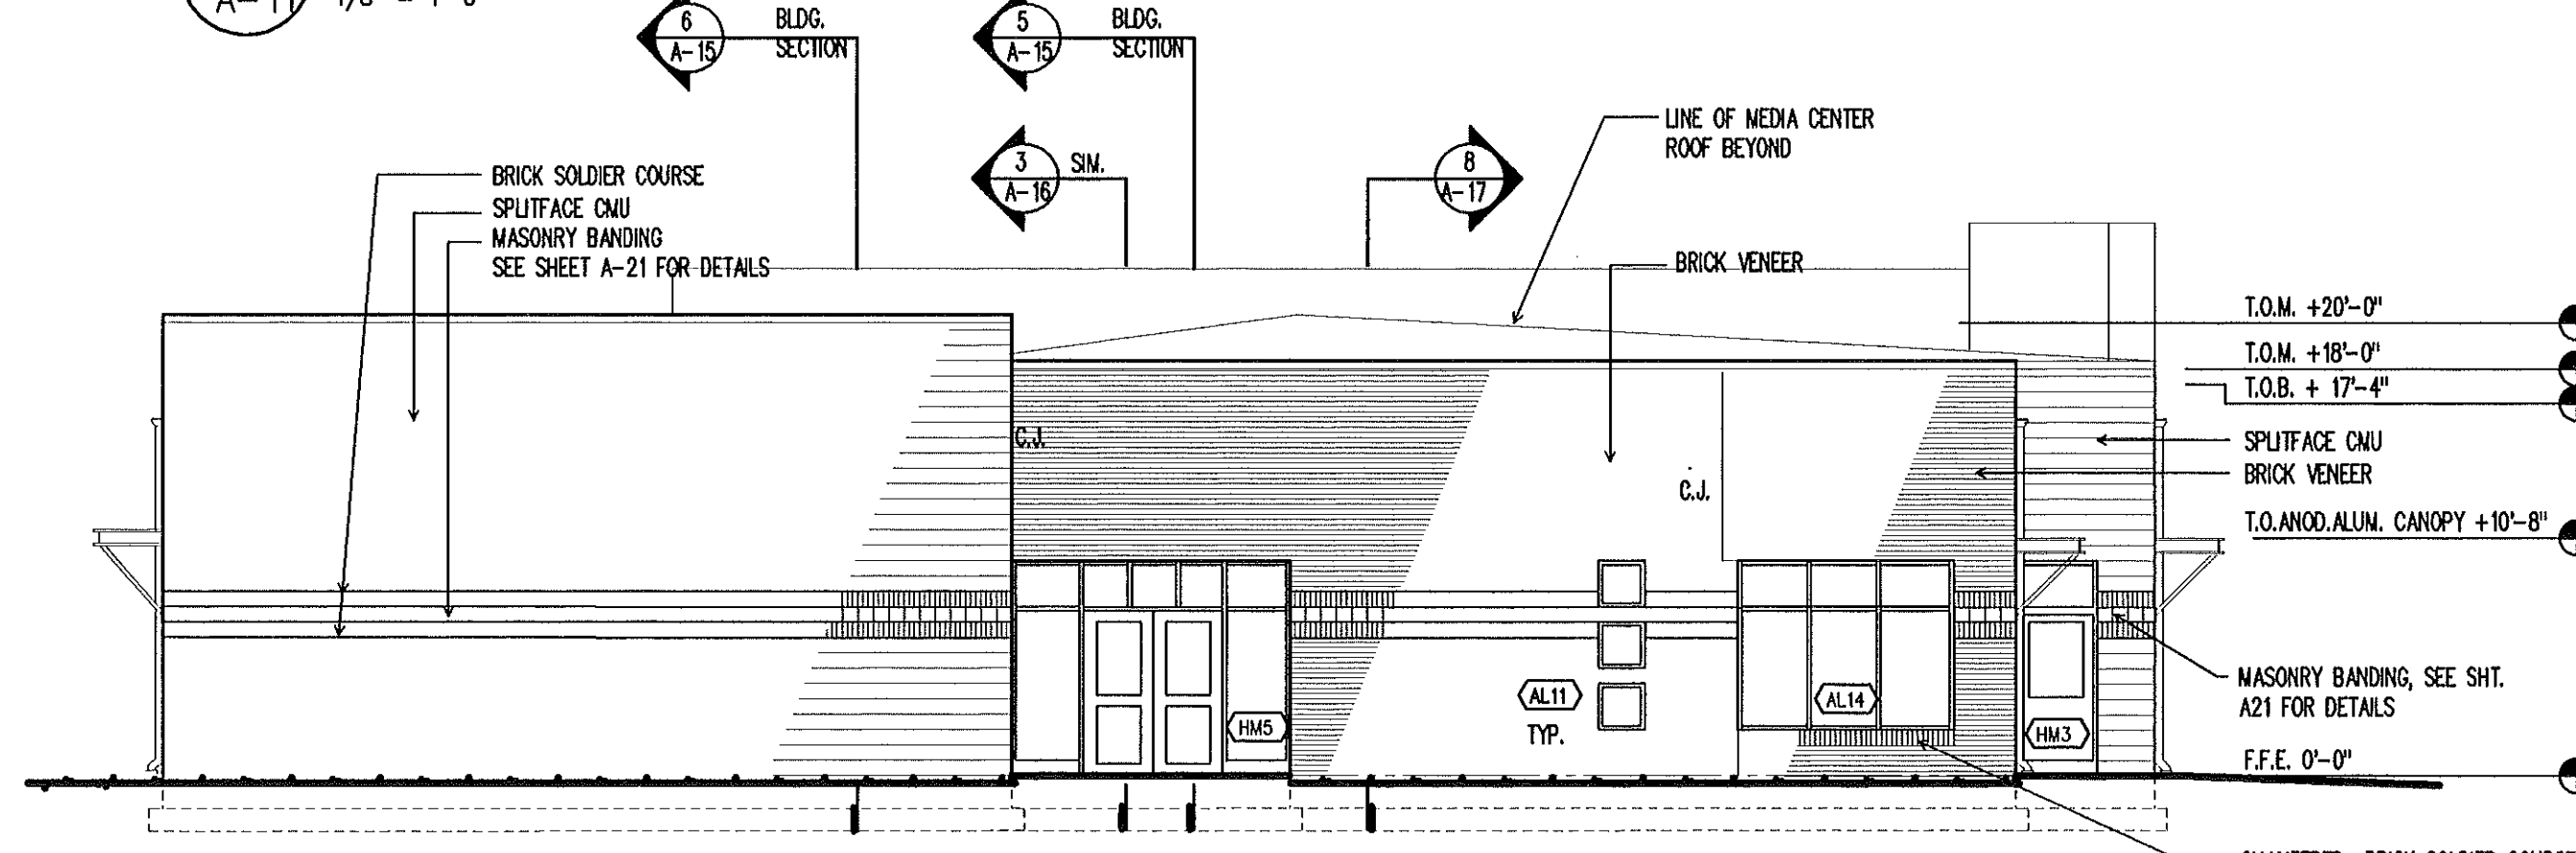 A-11
6
A-15
BLDG.
SECTION
5
A-15
BLDG.
SECTION
3
A-16
SIM.
8
A-17
LINE OF MEDIA CENTER
ROOF BEYOND
BRICK SOLDIER COURSE
SPLITFACE CMU
MASONRY BANDING
SEE SHEET A-21 FOR DETAILS
BRICK VENEER
T.O.M. +20'-0"
T.O.M. +18'-0"
T.O.B. + 17'-4"
C.J.
C.J.
SPLITFACE CMU
BRICK VENEER
T.O.ANOD.ALUM. CANOPY +10'-8"
AL11
TYP.
AL14
HM5
HM3
MASONRY BANDING, SEE SHT.
A21 FOR DETAILS
F.F.E. 0'-0"